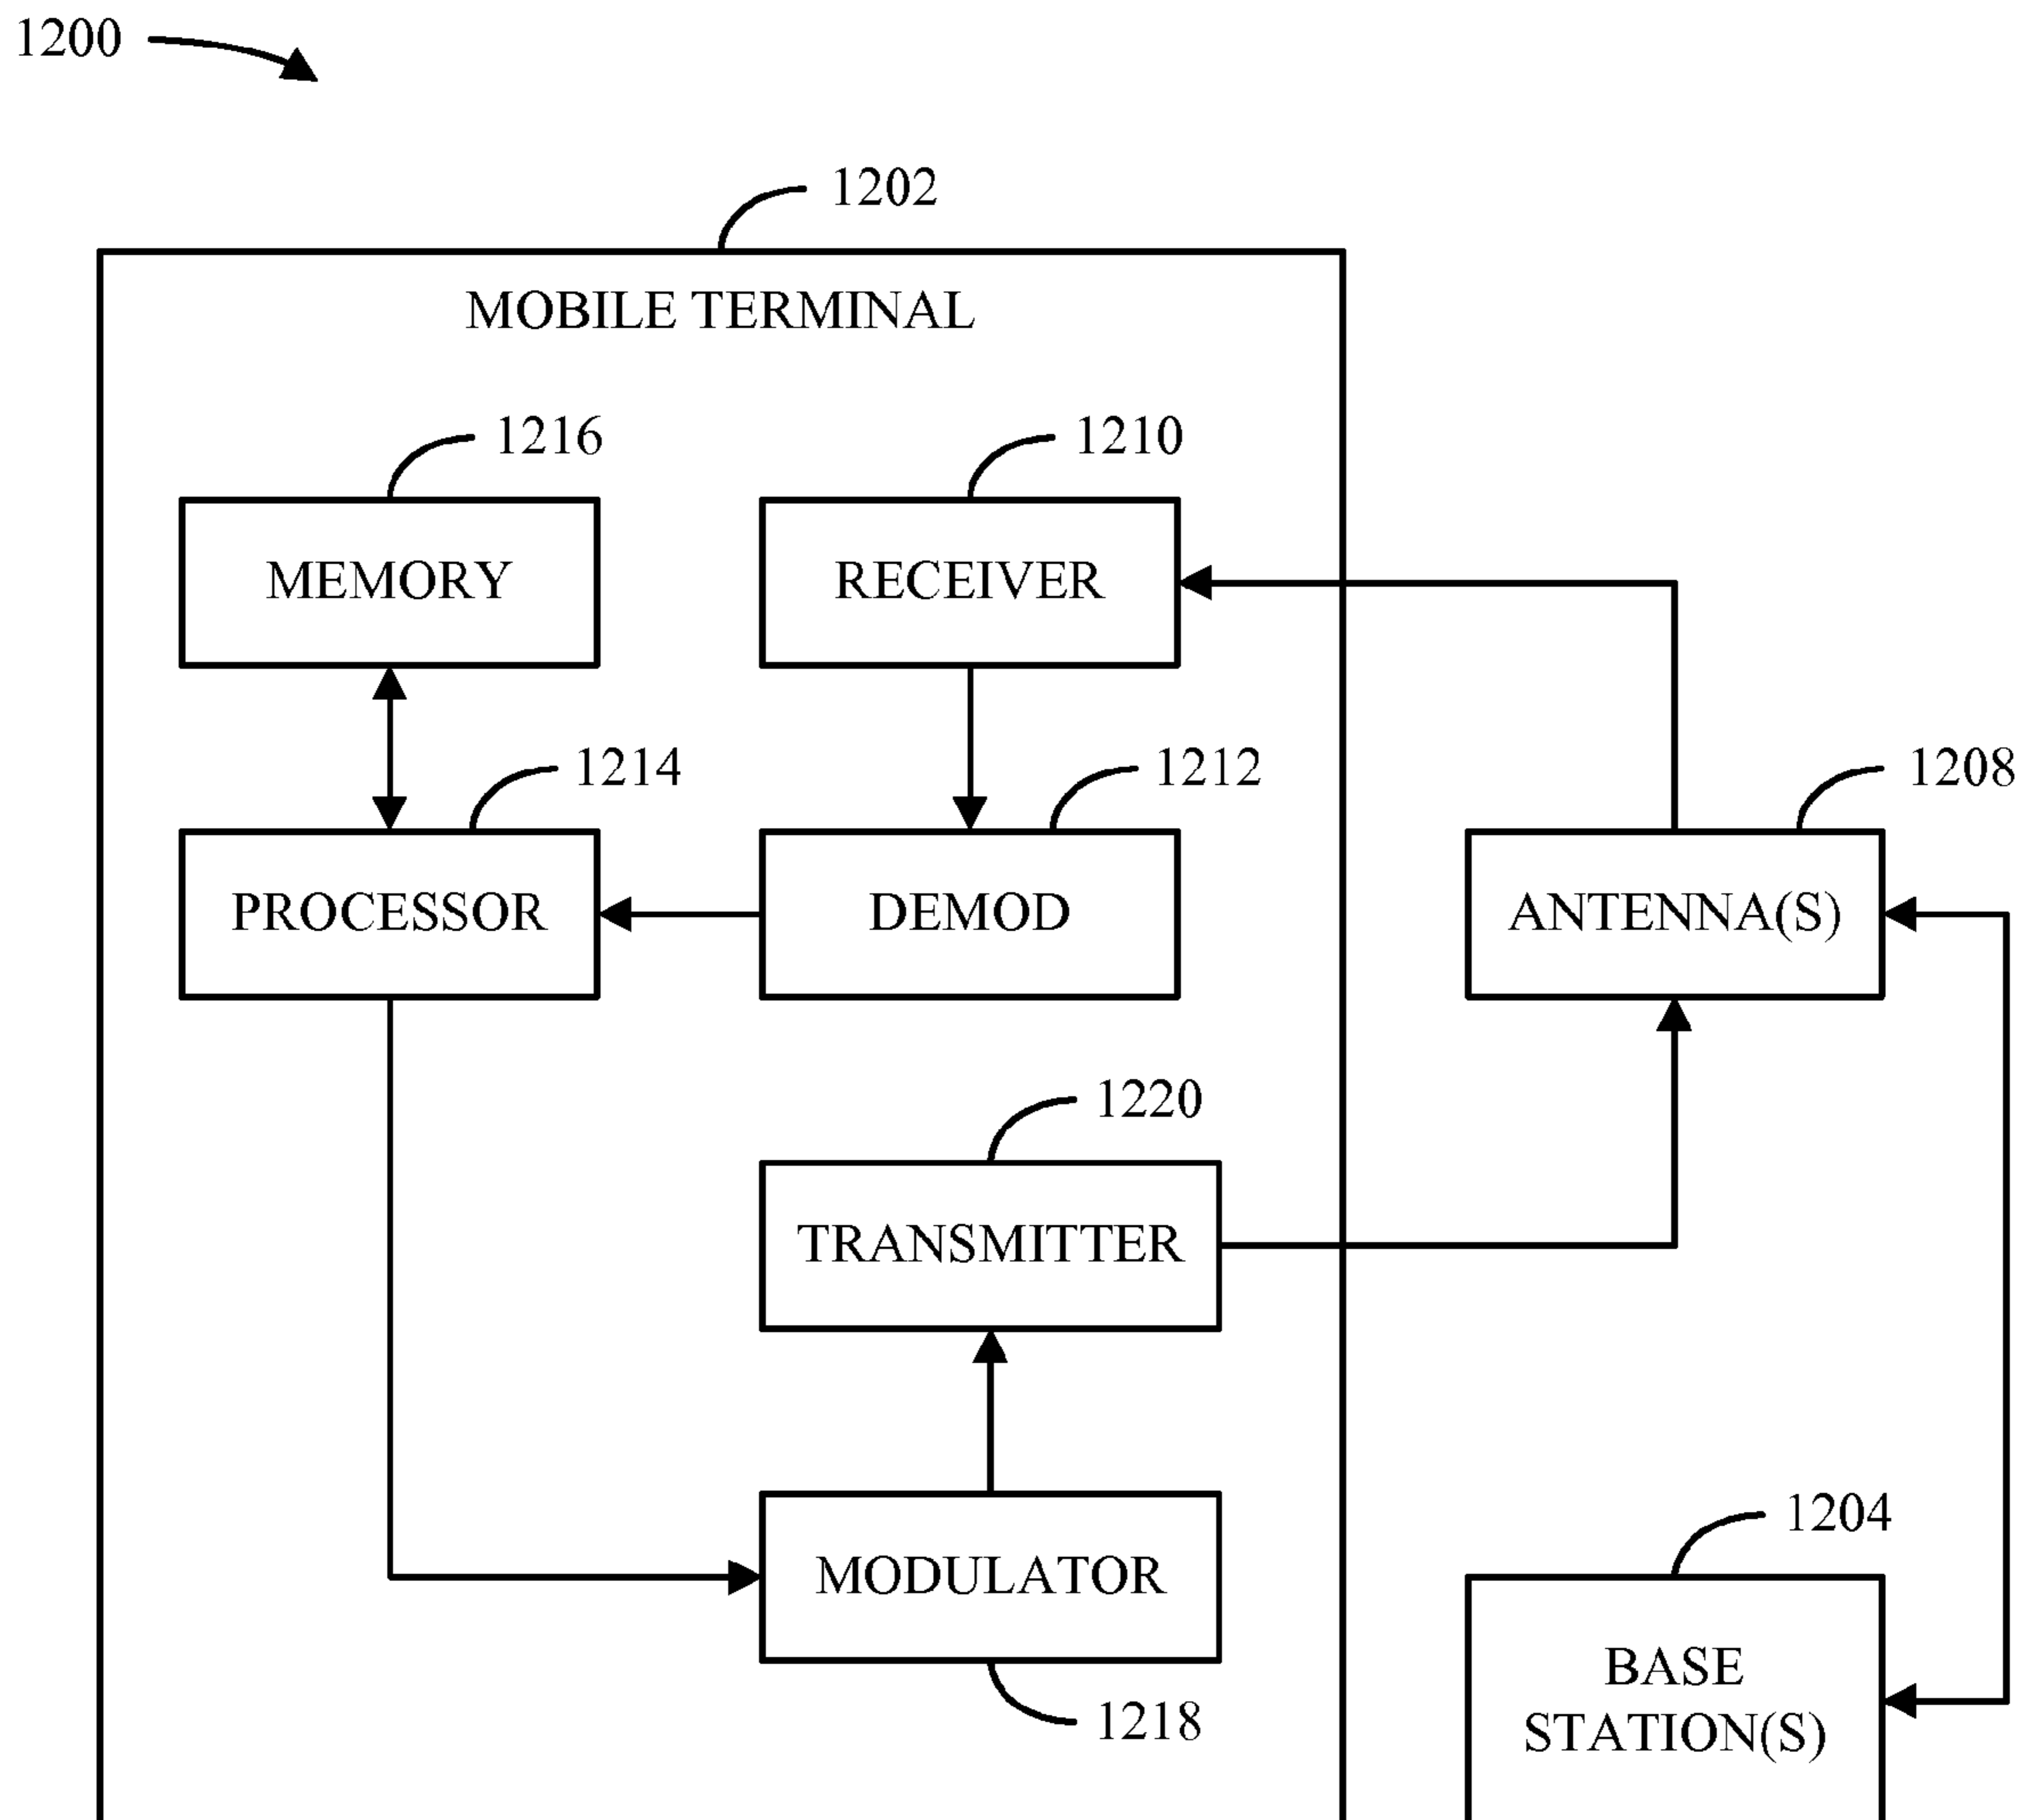 1200
1202
MOBILE TERMINAL
1216
1210
MEMORY
RECEIVER
1214
1212
1208
PROCESSOR
DEMOD
ANTENNA(S)
1220
TRANSMITTER
1204
MODULATOR
BASE
STATION(S)
1218